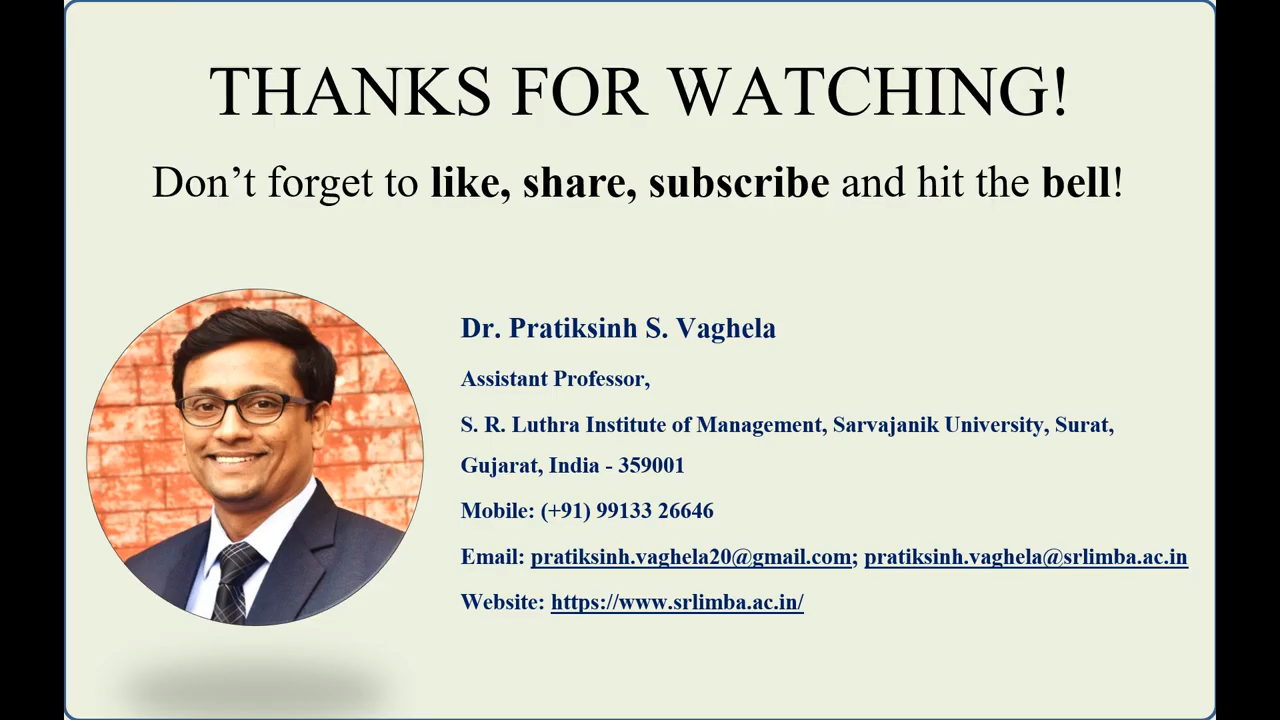 THANKS FOR WATCHING!
Don’t forget to like, share, subscribe and hit the bell!
Dr. Pratiksinh S. Vaghela
Assistant Professor,
S. R. Luthra Institute of Management, Sarvajanik University, Surat,
Gujarat, India - 359001
Mobile: (+91) 99133 26646
Email: pratiksinh.vaghela20@gmail.com; pratiksinh.vaghela@srlimba.ac.in
Website: https://www.srlimba.ac.in/